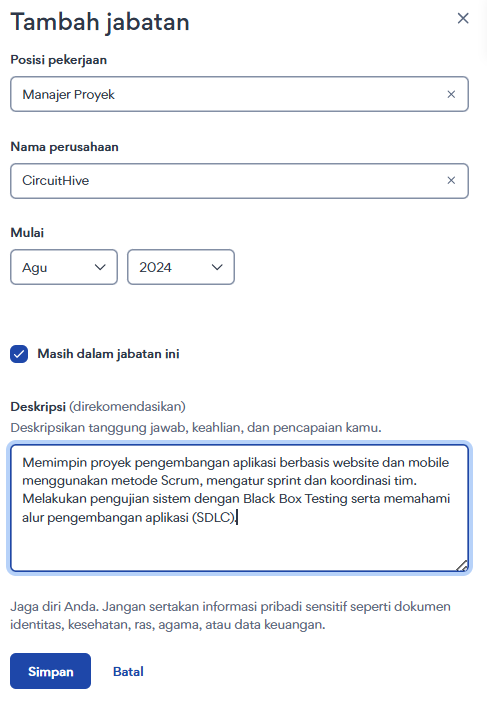 Tambah jabatan
Posisi pekerjaan
Manajer Proyek
Nama perusahaan
CircuitHive
Mulai
Agu 2024
Masih dalam jabatan ini
Deskripsi (direkomendasikan)
Deskripsikan tanggung jawab, keahlian, dan pencapaian kamu.
Memimpin proyek pengembangan aplikasi berbasis website dan mobile
menggunakan metode Scrum, mengatur sprint dan koordinasi tim.
Melakukan pengujian sistem dengan Black Box Testing serta memahami
alur pengembangan aplikasi (SDLC).
Jaga diri Anda. Jangan sertakan informasi pribadi sensitif seperti dokumen
identitas, kesehatan, ras, agama, atau data keuangan.
Simpan Batal